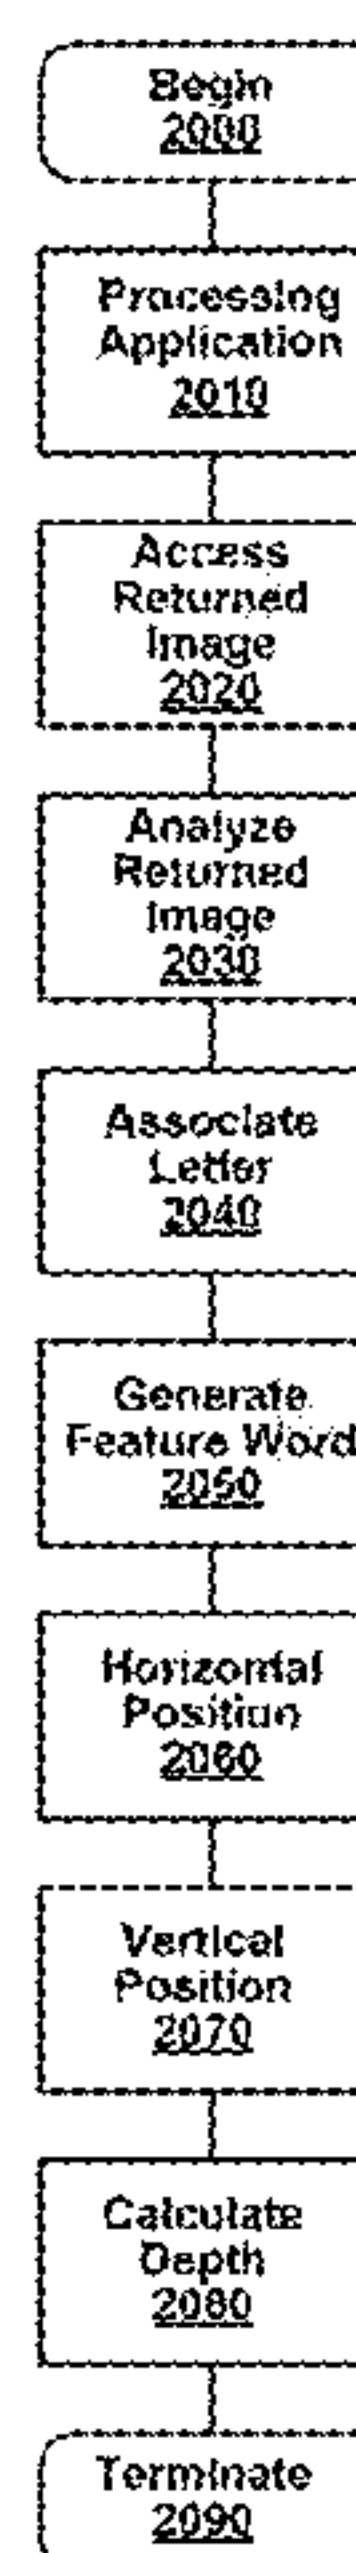 Begin
2000
Processing
Application
2010
Access
Returned
Image
2020
Analyze
Returned
Image
2030
Associate
Letter
2040
Generate
Feature Word
2050
Horizontal
Position
2060
Vertical
Position
2070
Calculate
Depth
2080
Terminate
2090